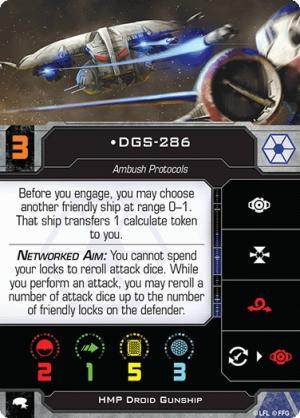 3
•DGS-286
Ambush Protocols
Before you engage, you may choose
another friendly ship at range 0–1.
That ship transfers 1 calculate token
to you.
NETWORKED AIM: You cannot spend
your locks to reroll attack dice. While
you perform an attack, you may reroll a
number of attack dice up to the number
of friendly locks on the defender.
2 1 5 3
HMP DROID GUNSHIP
©LFL ©FFG